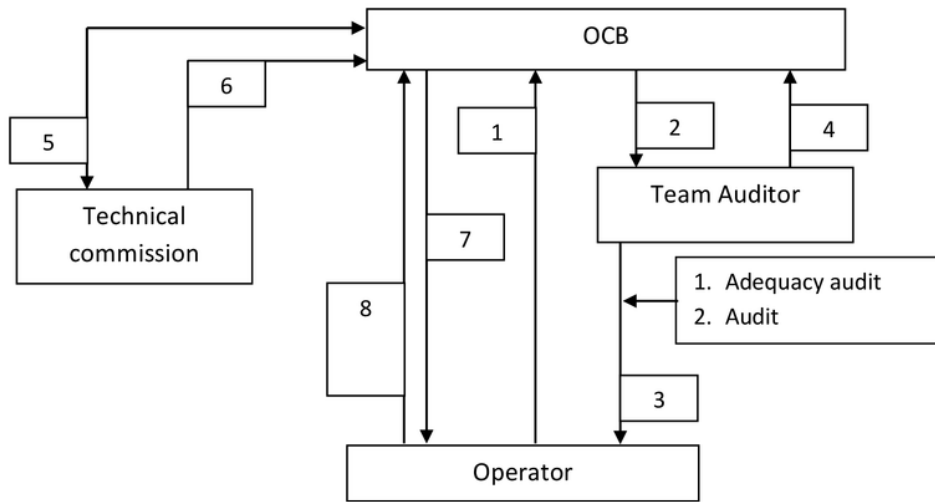 OCB
6
1
2
4
5
Team Auditor
Technical
commission
7
1. Adequacy audit
2. Audit
8
3
Operator